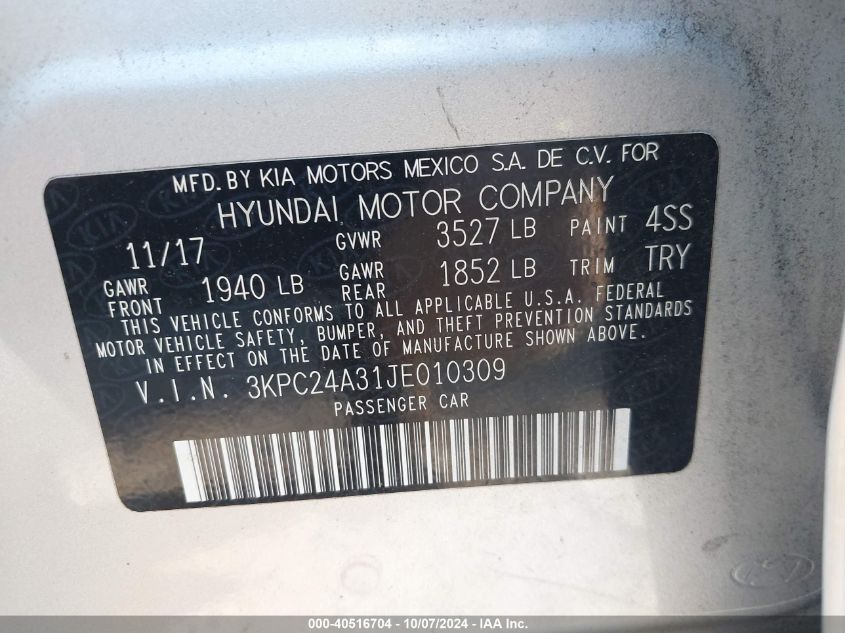 MFD. BY KIA MOTORS MEXICO S.A. DE C.V. FOR
HYUNDAI MOTOR COMPANY
11/17 GVWR 3527 LB PAINT 4SS
GAWR FRONT 1940 LB GAWR REAR 1852 LB TRIM TRY
THIS VEHICLE CONFORMS TO ALL APPLICABLE U.S.A. FEDERAL
MOTOR VEHICLE SAFETY, BUMPER, AND THEFT PREVENTION STANDARDS
IN EFFECT ON THE DATE OF MANUFACTURE SHOWN ABOVE.
V.I.N. 3KPC24A31JE010309
PASSENGER CAR
000-40516704 - 10/07/2024 - IAA Inc.